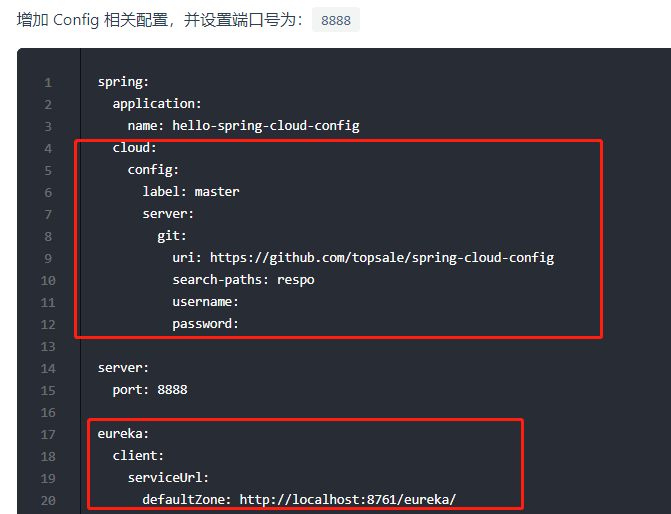 增加 Config 相关配置，并设置端口号为： 8888
1 spring:
2   application:
3     name: hello-spring-cloud-config
4   cloud:
5     config:
6       label: master
7       server:
8         git:
9           uri: https://github.com/topsale/spring-cloud-config
10           search-paths: respo
11           username:
12           password:
13
14 server:
15   port: 8888
16
17 eureka:
18   client:
19     serviceUrl:
20       defaultZone: http://localhost:8761/eureka/